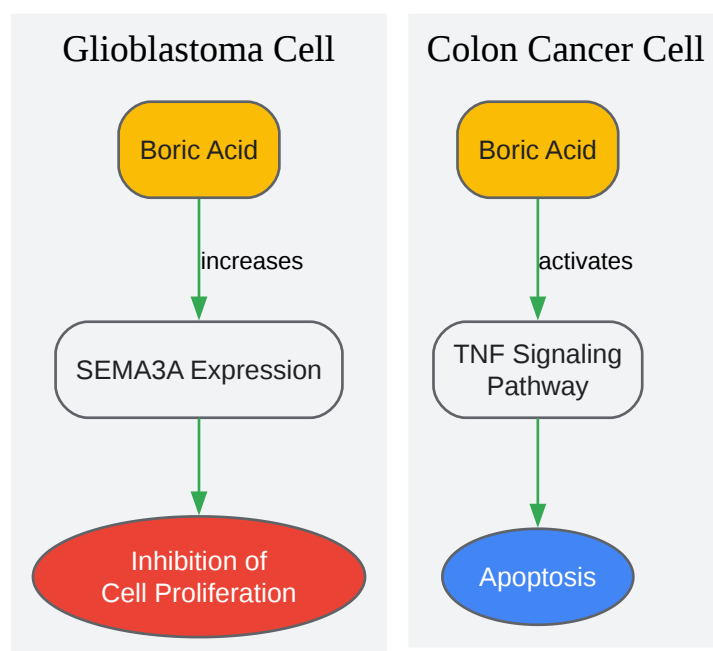 Glioblastoma Cell
Boric Acid
increases
SEMA3A Expression
Inhibition of
Cell Proliferation
Colon Cancer Cell
Boric Acid
activates
TNF Signaling
Pathway
Apoptosis